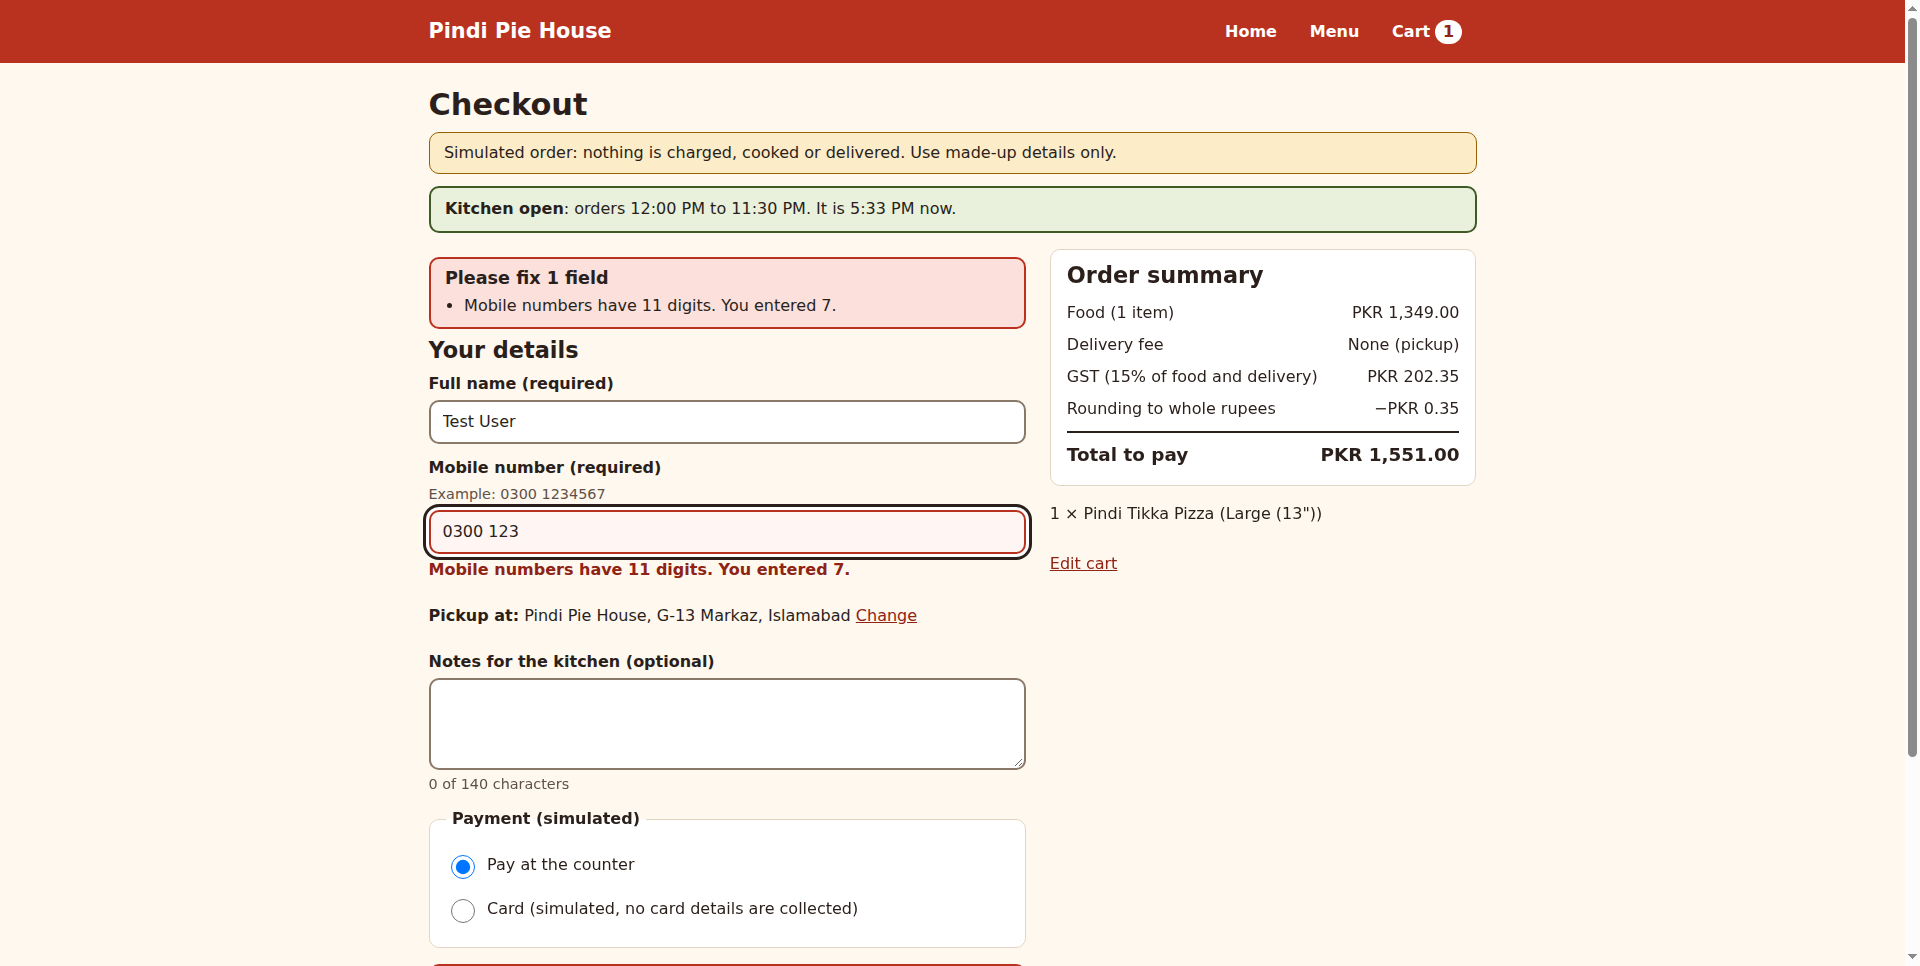 Pindi Pie House
Home Menu Cart 1
Checkout
Simulated order: nothing is charged, cooked or delivered. Use made-up details only.
Kitchen open: orders 12:00 PM to 11:30 PM. It is 5:33 PM now.
Please fix 1 field
• Mobile numbers have 11 digits. You entered 7.
Your details
Full name (required)
Test User
Mobile number (required)
Example: 0300 1234567
0300 123
Mobile numbers have 11 digits. You entered 7.
Pickup at: Pindi Pie House, G-13 Markaz, Islamabad Change
Notes for the kitchen (optional)
0 of 140 characters
Payment (simulated)
Pay at the counter
Card (simulated, no card details are collected)
Order summary
Food (1 item) PKR 1,349.00
Delivery fee None (pickup)
GST (15% of food and delivery) PKR 202.35
Rounding to whole rupees −PKR 0.35
Total to pay PKR 1,551.00
1 × Pindi Tikka Pizza (Large (13"))
Edit cart